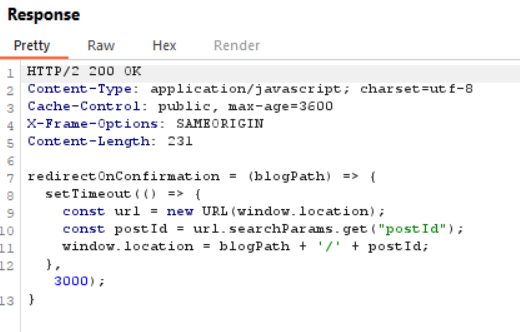 Response
Pretty Raw Hex Render
1 HTTP/2 200 OK
2 Content-Type: application/javascript; charset=utf-8
3 Cache-Control: public, max-age=3600
4 X-Frame-Options: SAMEORIGIN
5 Content-Length: 231
6
7 redirectOnConfirmation = (blogPath) => {
8 setTimeout(() => {
9 const url = new URL(window.location);
10 const postId = url.searchParams.get("postId");
11 window.location = blogPath + '/' + postId;
12 },
3000);
13 }